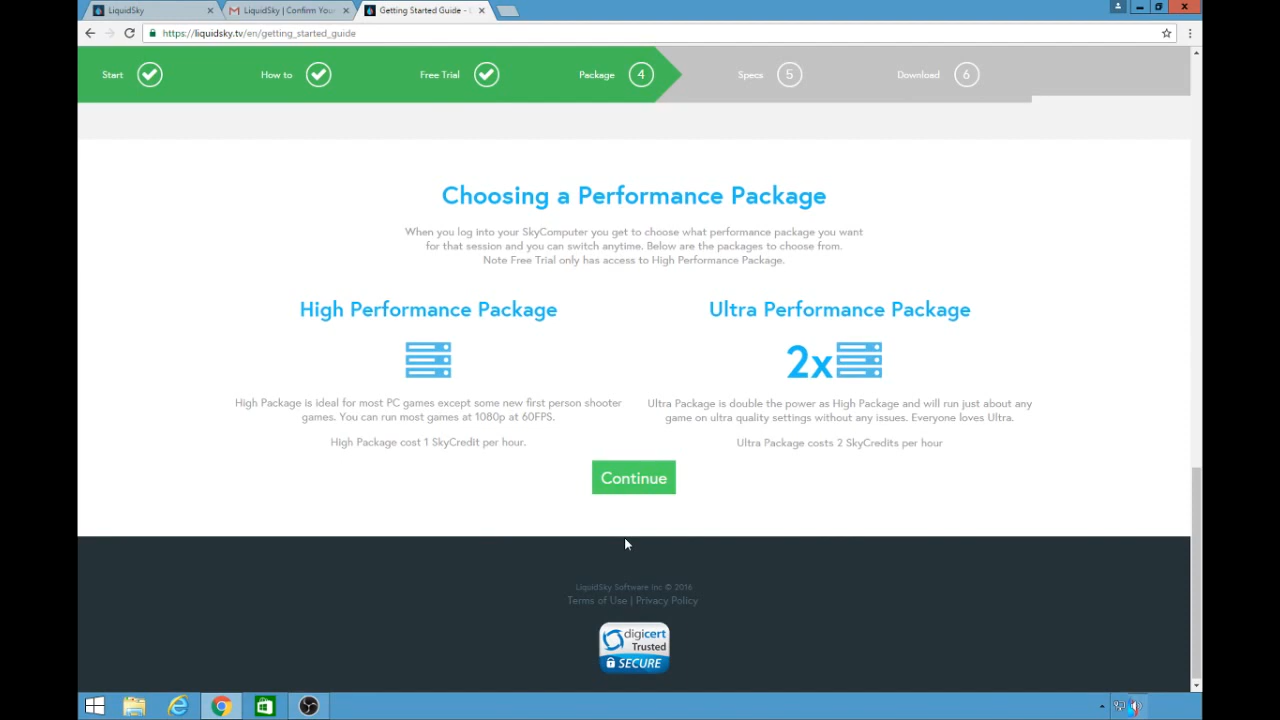 LiquidSky
LiquidSky | Confirm Your
Getting Started Guide -
https://liquidsky.tv/en/getting_started_guide
Start
How to
Free Trial
Package 4
Specs 5
Download 6
Choosing a Performance Package
When you log into your SkyComputer you get to choose what performance package you want
for that session and you can switch anytime. Below are the packages to choose from.
Note Free Trial only has access to High Performance Package.
High Performance Package
High Package is ideal for most PC games except some new first person shooter
games. You can run most games at 1080p at 60FPS.
High Package cost 1 SkyCredit per hour.
Ultra Performance Package
2x
Ultra Package is double the power as High Package and will run just about any
game on ultra quality settings without any issues. Everyone loves Ultra.
Ultra Package costs 2 SkyCredits per hour
Continue
LiquidSky Software Inc © 2016
Terms of Use | Privacy Policy
digicert
Trusted
SECURE